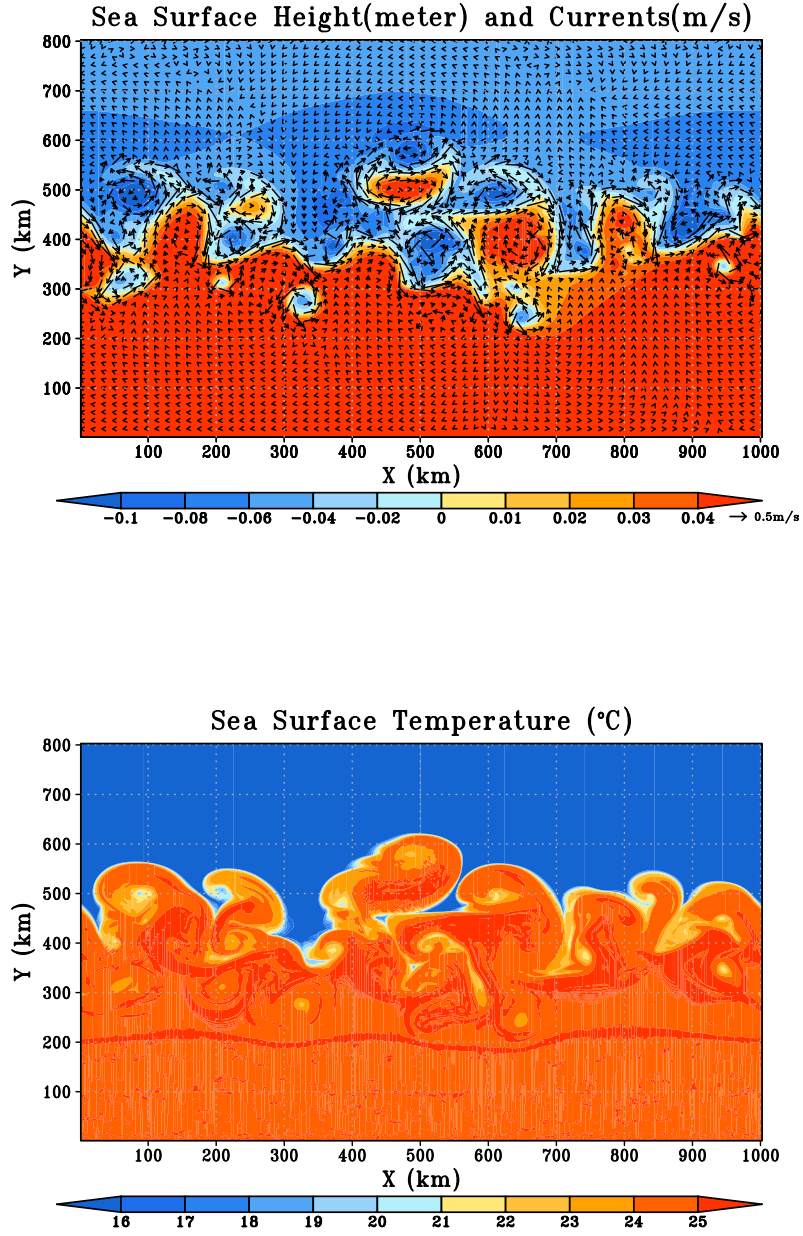 Sea Surface Height(meter) and Currents(m/s)
800
700
600
500
400
300
200
100
Y (km)
100 200 300 400 500 600 700 800 900 1000
X (km)
-0.1 -0.08 -0.06 -0.04 -0.02 0 0.01 0.02 0.03 0.04 0.5m/s
Sea Surface Temperature (°C)
800
700
600
500
400
300
200
100
Y (km)
100 200 300 400 500 600 700 800 900 1000
X (km)
16 17 18 19 20 21 22 23 24 25